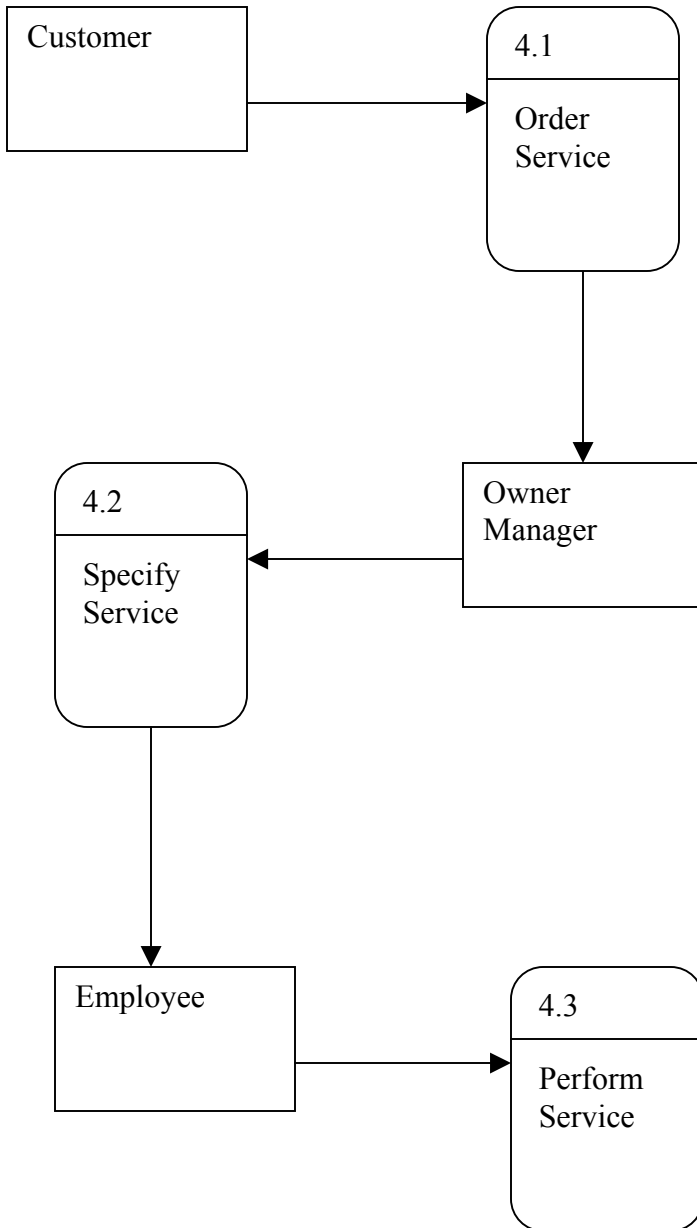 Customer
4.1
Order
Service
Owner
Manager
4.2
Specify
Service
Employee
4.3
Perform
Service